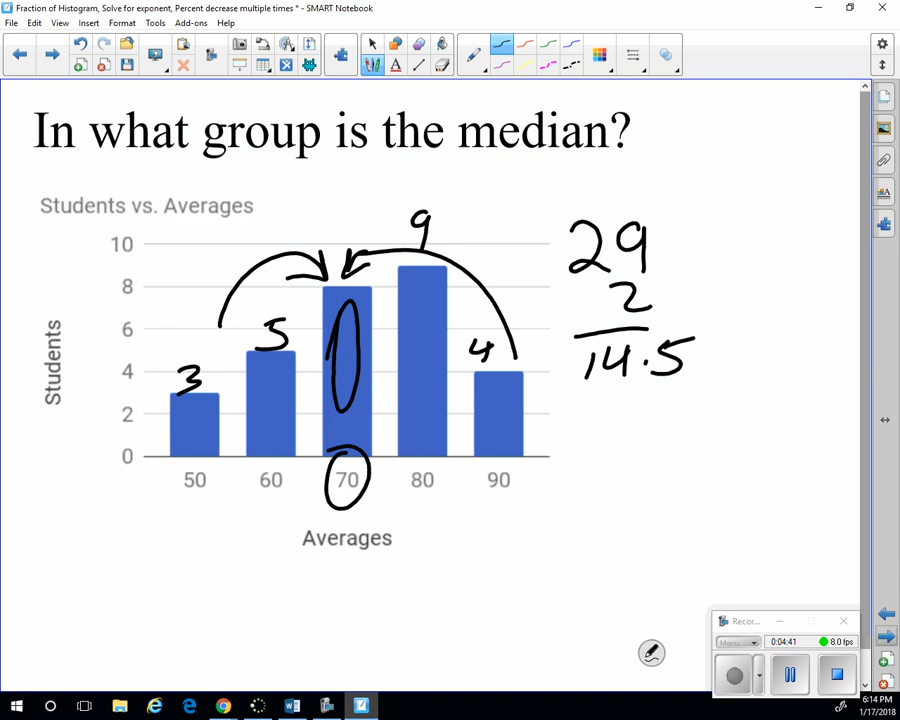 Fraction of Histogram, Solve for exponent, Percent decrease multiple times * - SMART Notebook
File Edit View Insert Format Tools Add-ons Help
In what group is the median?
Students vs. Averages
9
29
2
14.5
10
8
6
4
2
0
Students
3
5
4
50 60 70 80 90
Averages
Recor...
Menu
0:04:41
8.0 fps
6:14 PM
1/17/2018